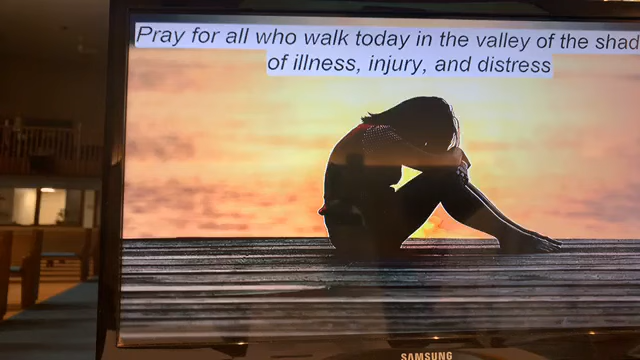 Pray for all who walk today in the valley of the shad
of illness, injury, and distress
SAMSUNG